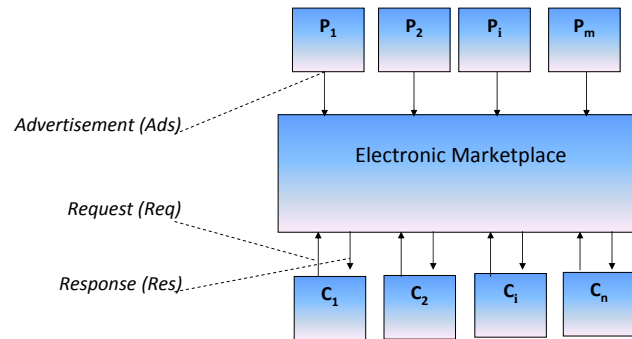 P₁ P₂ Pᵢ Pₘ
Advertisement (Ads)
Electronic Marketplace
Request (Req)
Response (Res)
C₁ C₂ Cᵢ Cₙ